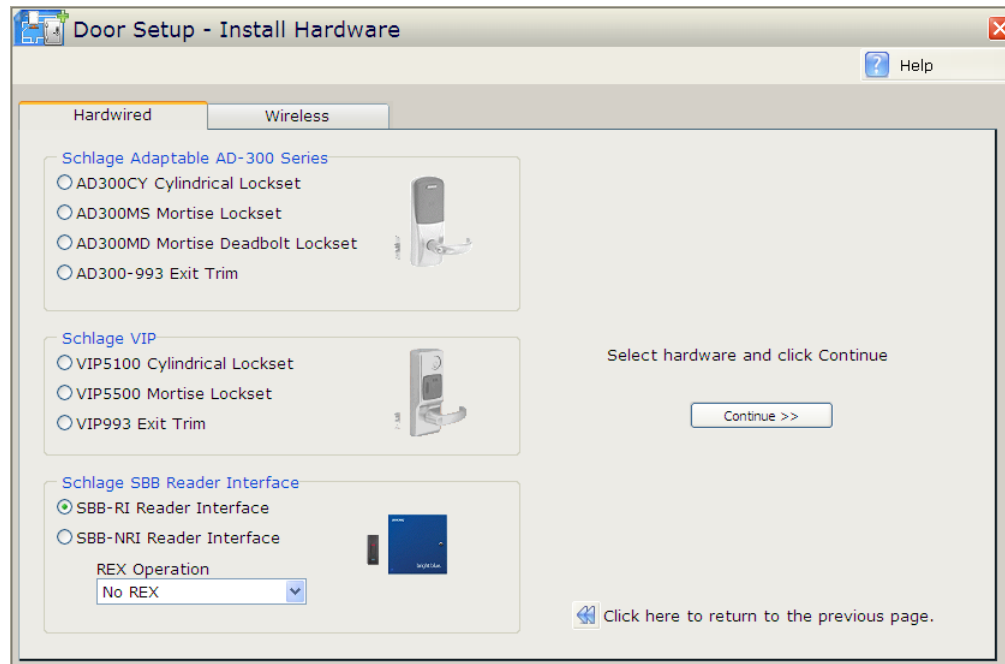 Door Setup - Install Hardware
Help
Hardwired
Wireless
Schlage Adaptable AD-300 Series
AD300CY Cylindrical Lockset
AD300MS Mortise Lockset
AD300MD Mortise Deadbolt Lockset
AD300-993 Exit Trim
Schlage VIP
VIP5100 Cylindrical Lockset
VIP5500 Mortise Lockset
VIP993 Exit Trim
Select hardware and click Continue
Continue >>
Schlage SBB Reader Interface
SBB-RI Reader Interface
SBB-NRI Reader Interface
REX Operation
No REX
bright blue
Click here to return to the previous page.